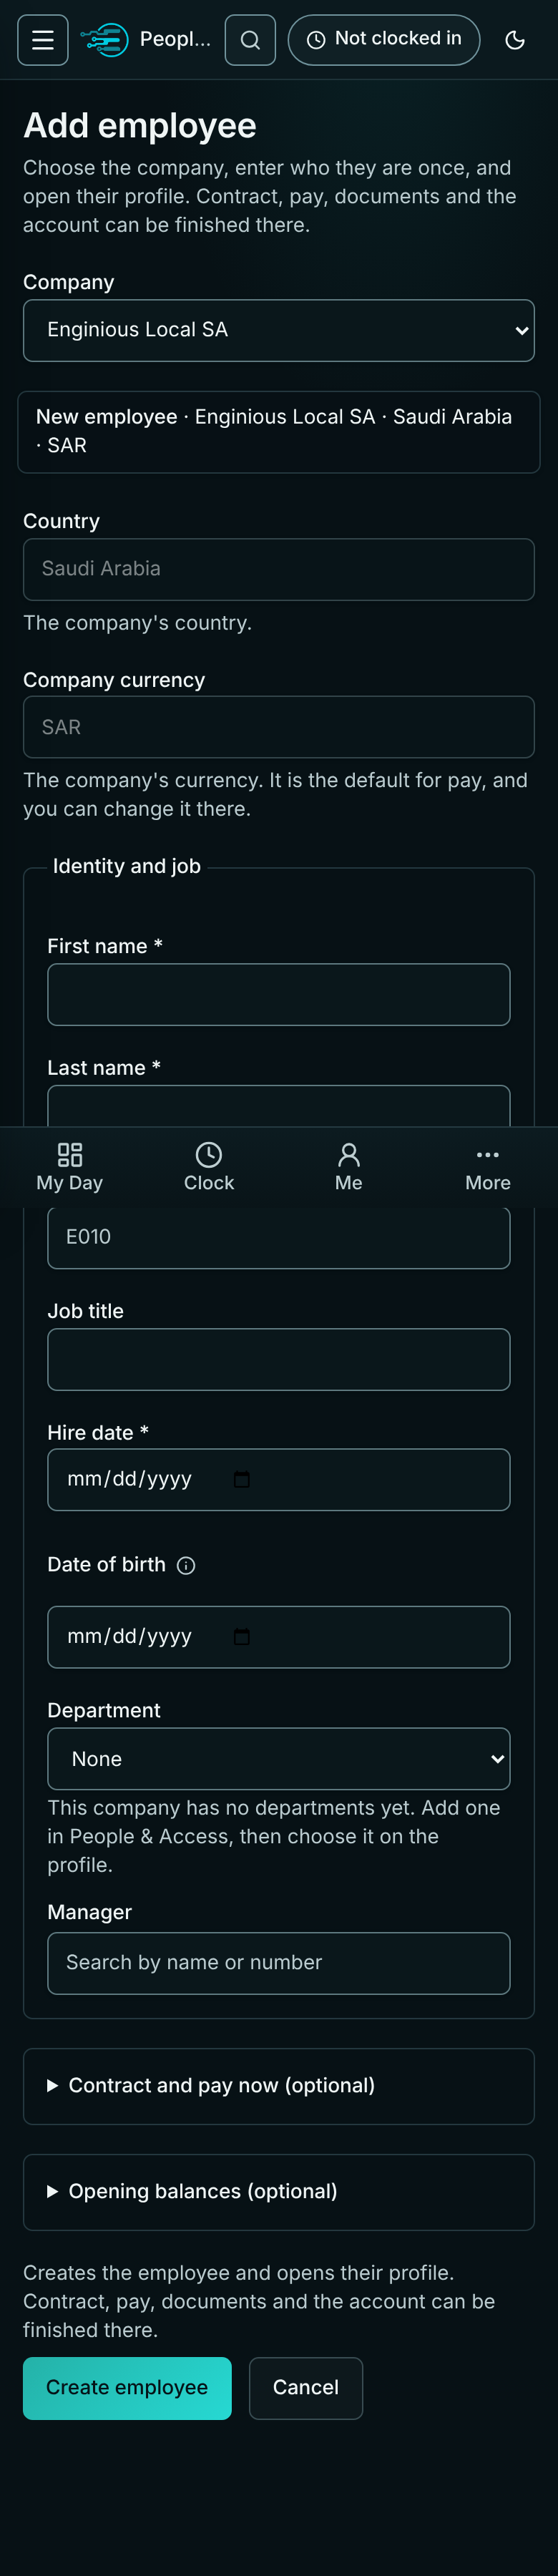 Peopl...
Not clocked in
Add employee
Choose the company, enter who they are once, and
open their profile. Contract, pay, documents and the
account can be finished there.
Company
Enginious Local SA
New employee · Enginious Local SA · Saudi Arabia
· SAR
Country
Saudi Arabia
The company's country.
Company currency
SAR
The company's currency. It is the default for pay, and
you can change it there.
Identity and job
First name *
Last name *
My Day
Clock
Me
More
E010
Job title
Hire date *
mm/dd/yyyy
Date of birth
mm/dd/yyyy
Department
None
This company has no departments yet. Add one
in People & Access, then choose it on the
profile.
Manager
Search by name or number
Contract and pay now (optional)
Opening balances (optional)
Creates the employee and opens their profile.
Contract, pay, documents and the account can be
finished there.
Create employee
Cancel